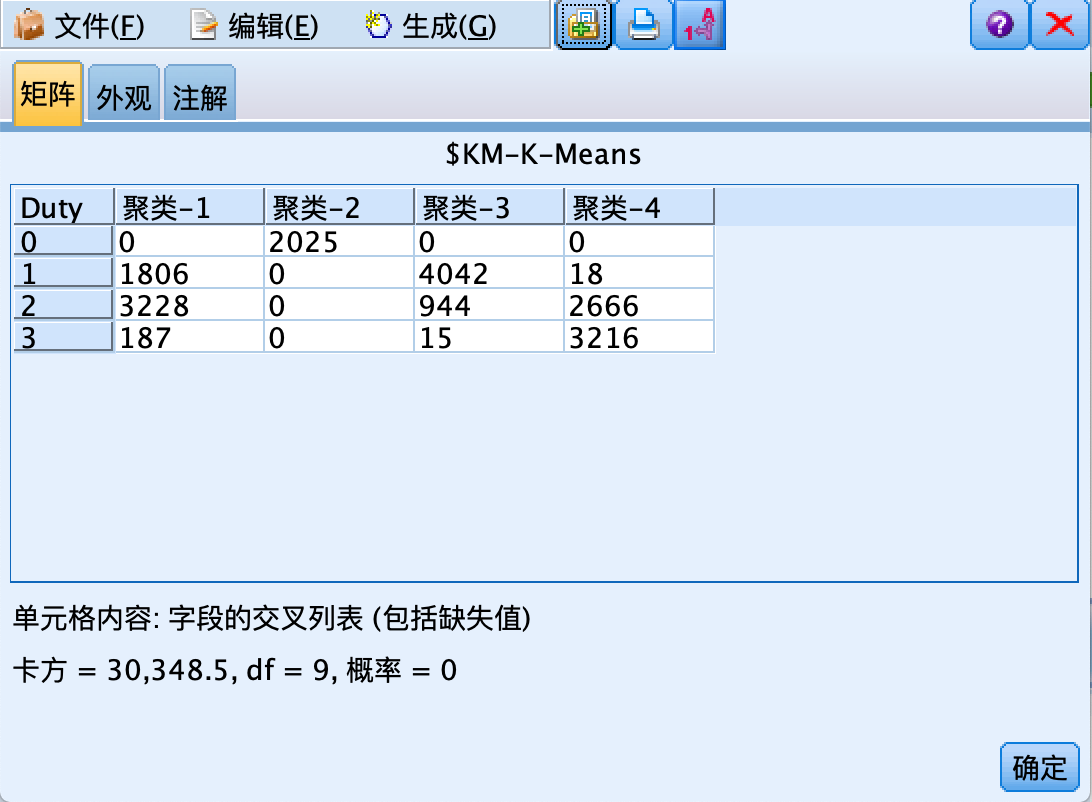 文件(F) 编辑(E) 生成(G)
矩阵 外观 注解
$KM-K-Means
Duty 聚类-1 聚类-2 聚类-3 聚类-4
0 0 2025 0 0
1 1806 0 4042 18
2 3228 0 944 2666
3 187 0 15 3216
单元格内容: 字段的交叉列表 (包括缺失值)
卡方 = 30,348.5, df = 9, 概率 = 0
确定